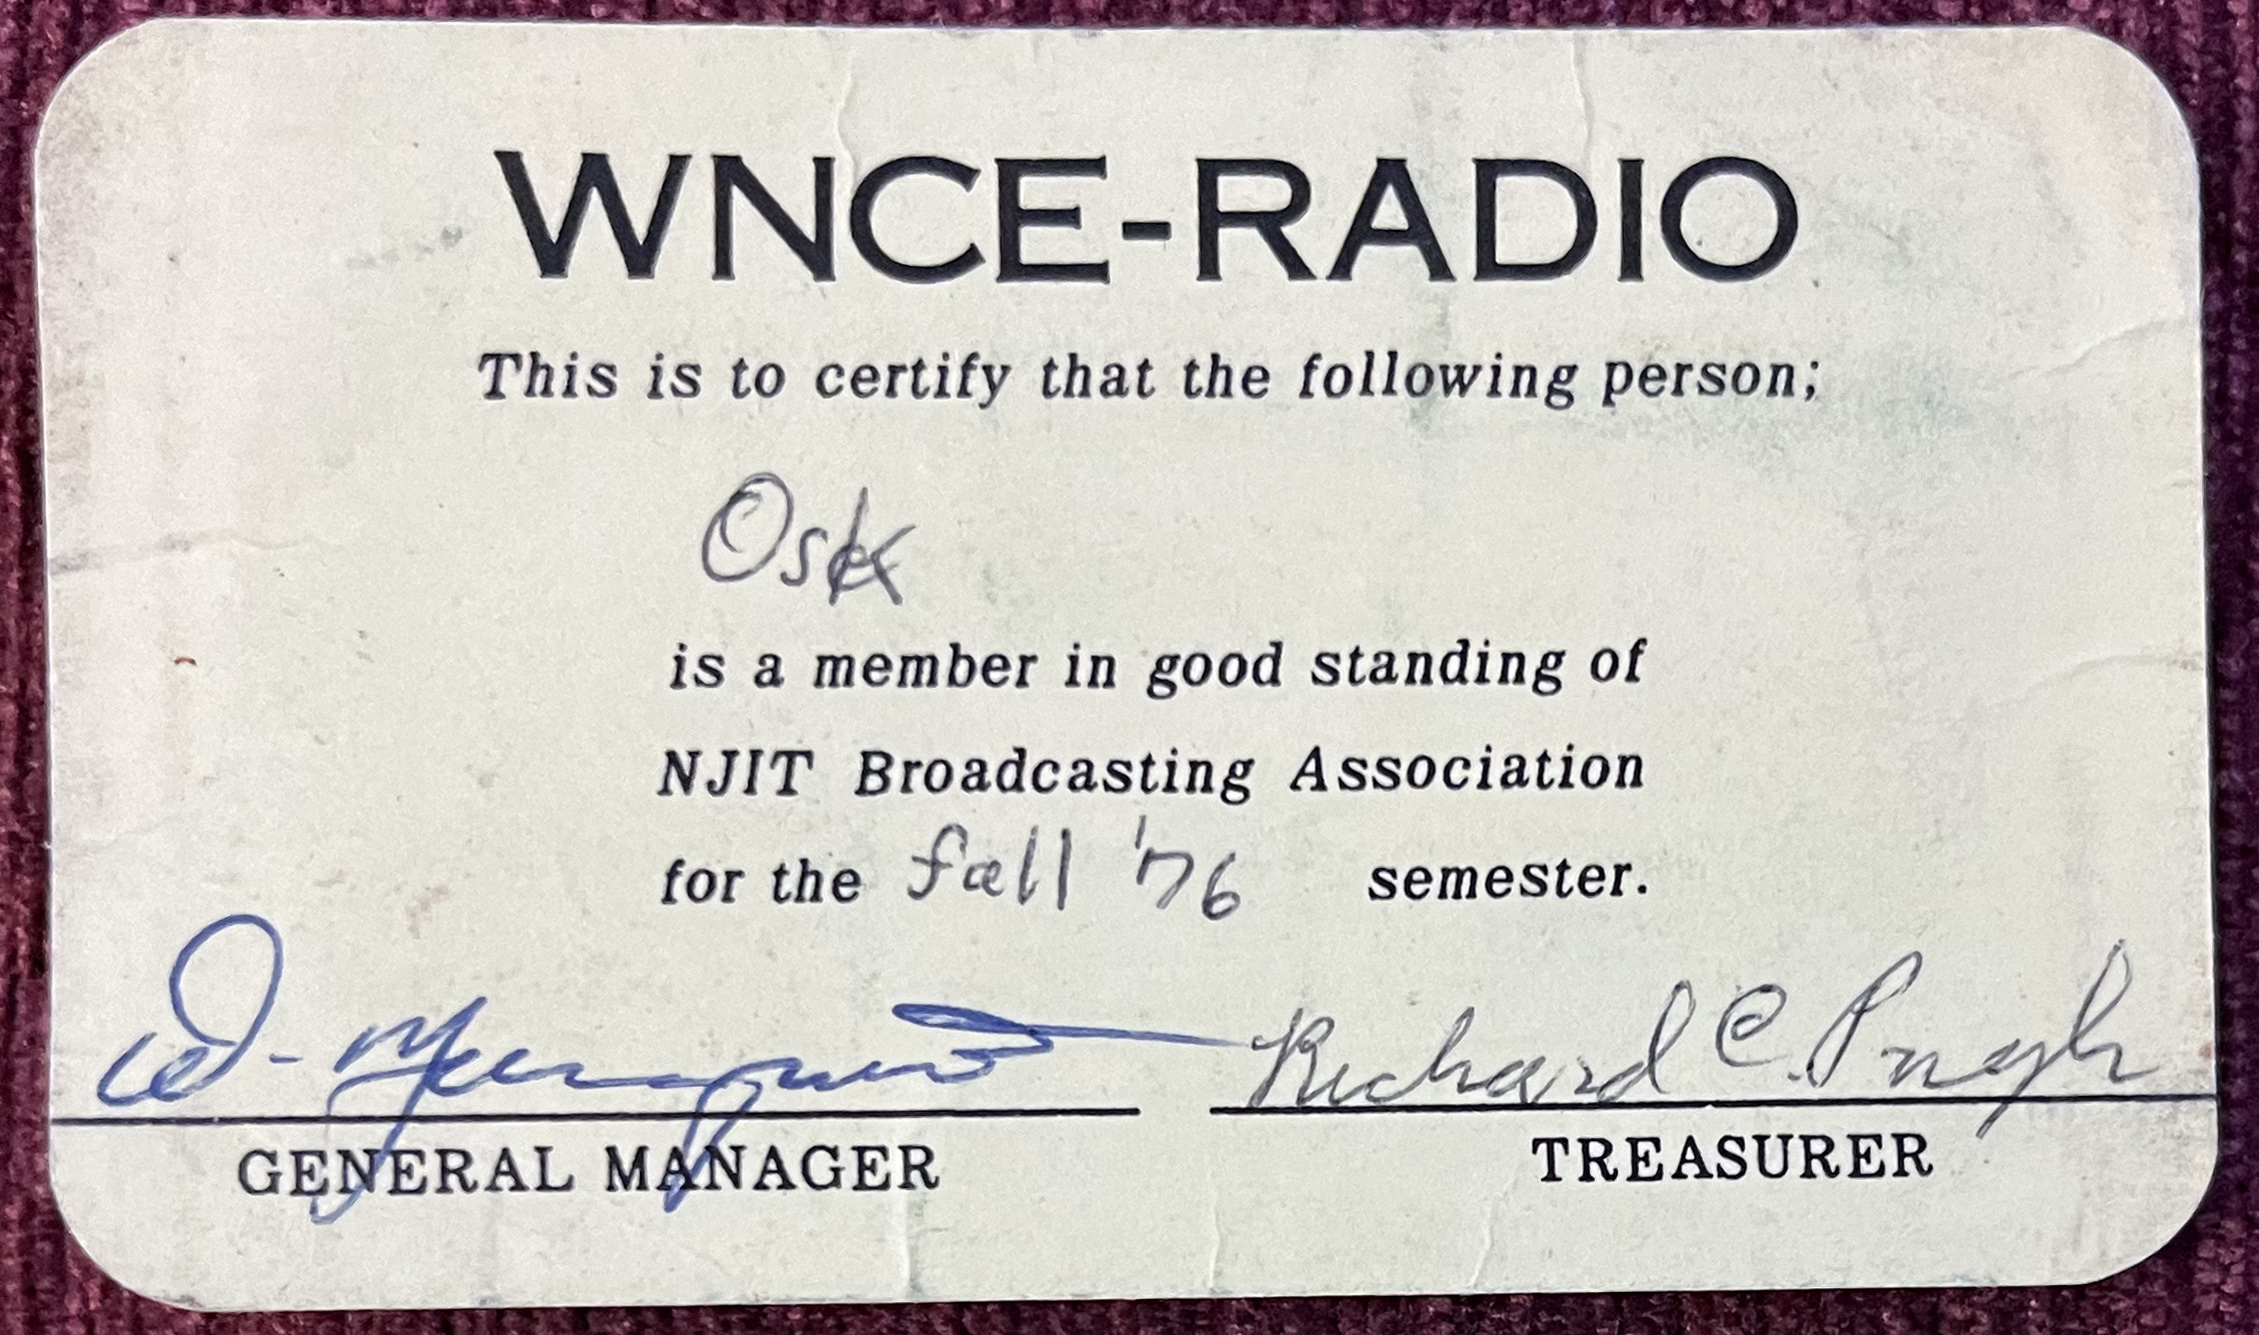 WNCE-RADIO
This is to certify that the following person;
Osk
is a member in good standing of
NJIT Broadcasting Association
for the fall '76 semester.
Richard C. Pugh
GENERAL MANAGER
TREASURER